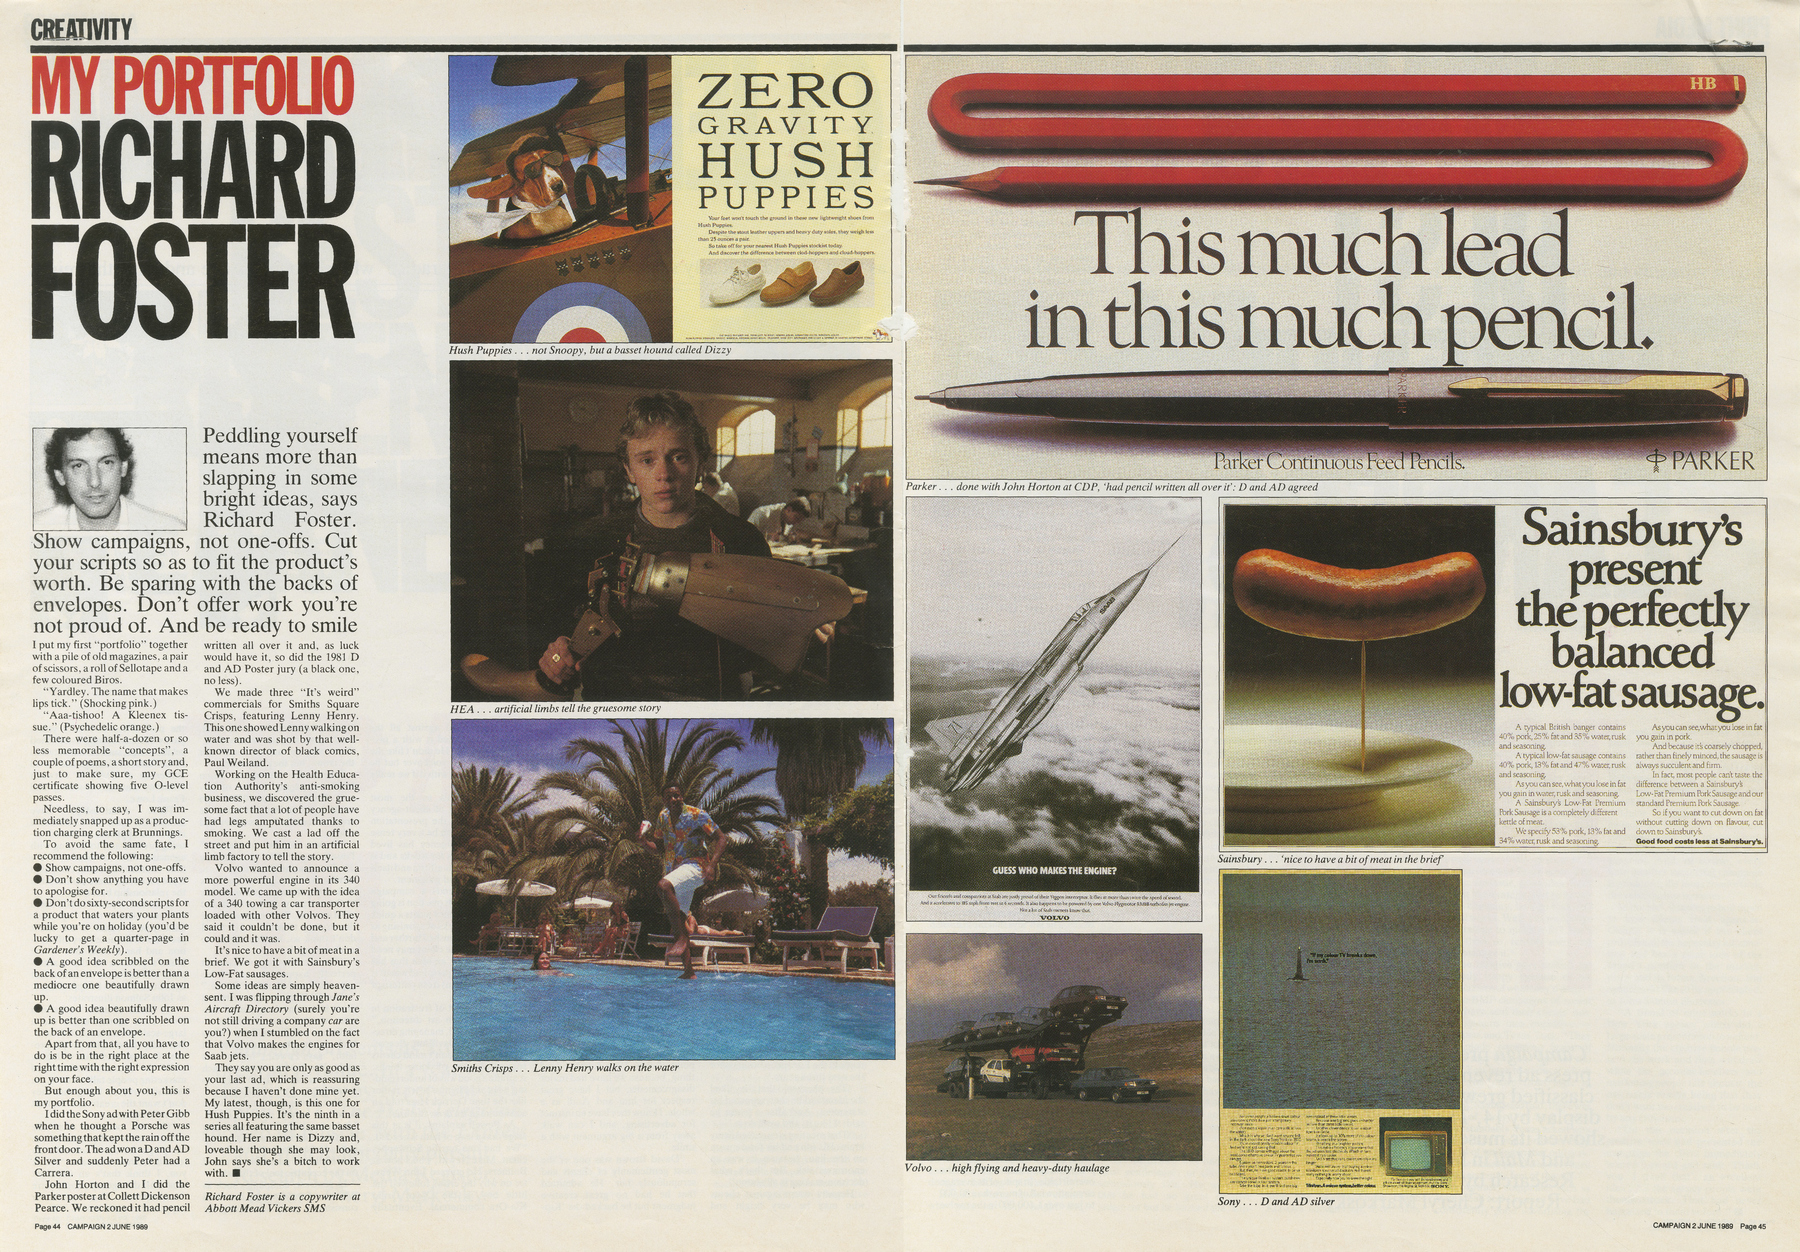 CREATIVITY
MY PORTFOLIO
RICHARD
FOSTER
Peddling yourself
means more than
slapping in some
bright ideas, says
Richard Foster.
Show campaigns, not one-offs. Cut
your scripts so as to fit the product's
worth. Be sparing with the backs of
envelopes. Don't offer work you're
not proud of. And be ready to smile
I put my first "portfolio" together
with a pile of old magazines, a pair
of scissors, a roll of Sellotape and a
few coloured Biros.
"Yardley. The name that makes
lips tick." (Shocking pink.)
"Aaa-tishoo! A Kleenex tis-
sue." (Psychedelic orange.)
There were half-a-dozen or so
less memorable "concepts", a
couple of poems, a short story and,
just to make sure, my GCE
certificate showing five O-level
passes.
Needless, to say, I was im-
mediately snapped up as a produc-
tion charging clerk at Brunnings.
To avoid the same fate, I
recommend the following:
● Show campaigns, not one-offs.
● Don't show anything you have
to apologise for.
● Don't do sixty-second scripts for
a product that waters your plants
while you're on holiday (you'd be
lucky to get a quarter-page in
Gardener's Weekly).
● A good idea scribbled on the
back of an envelope is better than a
mediocre one beautifully drawn
up.
● A good idea beautifully drawn
up is better than one scribbled on
the back of an envelope.
Apart from that, all you have to
do is be in the right place at the
right time with the right expression
on your face.
But enough about you, this is
my portfolio.
I did the Sony ad with Peter Gibb
when he thought a Porsche was
something that kept the rain off the
front door. The ad won a D and AD
Silver and suddenly Peter had a
Carrera.
John Horton and I did the
Parker poster at Collett Dickenson
Pearce. We reckoned it had pencil
written all over it and, as luck
would have it, so did the 1981 D
and AD Poster jury (a black one,
no less).
We made three "It's weird"
commercials for Smiths Square
Crisps, featuring Lenny Henry.
This one showed Lenny walking on
water and was shot by that well-
known director of black comics,
Paul Weiland.
Working on the Health Educa-
tion Authority's anti-smoking
business, we discovered the grue-
some fact that a lot of people have
had legs amputated thanks to
smoking. We cast a lad off the
street and put him in an artificial
limb factory to tell the story.
Volvo wanted to announce a
more powerful engine in its 340
model. We came up with the idea
of a 340 towing a car transporter
loaded with other Volvos. They
said it couldn't be done, but it
could and it was.
It's nice to have a bit of meat in a
brief. We got it with Sainsbury's
Low-Fat sausages.
Some ideas are simply heaven-
sent. I was flipping through Jane's
Aircraft Directory (surely you're
not still driving a company car are
you?) when I stumbled on the fact
that Volvo makes the engines for
Saab jets.
They say you are only as good as
your last ad, which is reassuring
because I haven't done mine yet.
My latest, though, is this one for
Hush Puppies. It's the ninth in a
series all featuring the same basset
hound. Her name is Dizzy and,
loveable though she may look,
John says she's a bitch to work
with. ■
Richard Foster is a copywriter at
Abbott Mead Vickers SMS
Page 44 CAMPAIGN 2 JUNE 1989
ZERO
GRAVITY
HUSH
PUPPIES
Your feet won't touch the ground in these new lightweight shoes from
Hush Puppies.
Despite the stout leather uppers and heavy duty soles, they weigh less
than 25 ounces a pair.
So take off for your nearest Hush Puppies stockist today.
And discover the difference between clod-hoppers and cloud-hoppers.
Hush Puppies . . . not Snoopy, but a basset hound called Dizzy
HEA . . . artificial limbs tell the gruesome story
Smiths Crisps . . . Lenny Henry walks on the water
HB
This much lead
in this much pencil.
PARKER
Parker Continuous Feed Pencils.
PARKER
Parker . . . done with John Horton at CDP, 'had pencil written all over it': D and AD agreed
SAAB
GUESS WHO MAKES THE ENGINE?
Our friends and competitors at Saab are justly proud of their Viggen interceptor. It flies at more than twice the speed of sound.
Not a lot of Saab owners know that.
VOLVO
Volvo . . . high flying and heavy-duty haulage
Sainsbury's
present
the perfectly
balanced
low-fat sausage.
A typical British banger contains
40% pork, 25% fat and 35% water, rusk
and seasoning.
A typical low-fat sausage contains
40% pork, 13% fat and 47% water, rusk
and seasoning.
As you can see, what you lose in fat
you gain in water, rusk and seasoning.
A Sainsbury's Low-Fat Premium
Pork Sausage is a completely different
kettle of meat.
We specify 53% pork, 13% fat and
34% water, rusk and seasoning.
As you can see, what you lose in fat
you gain in pork.
And because it's coarsely chopped,
rather than finely minced, the sausage is
always succulent and firm.
In fact, most people can't taste the
difference between a Sainsbury's
Low-Fat Premium Pork Sausage and our
standard Premium Pork Sausage.
So if you want to cut down on fat
without cutting down on flavour, cut
down to Sainsbury's.
Good food costs less at Sainsbury's.
Sainsbury . . . 'nice to have a bit of meat in the brief'
"If my colour TV breaks down,
I'm sunk."
SONY
Sony . . . D and AD silver
CAMPAIGN 2 JUNE 1989 Page 45